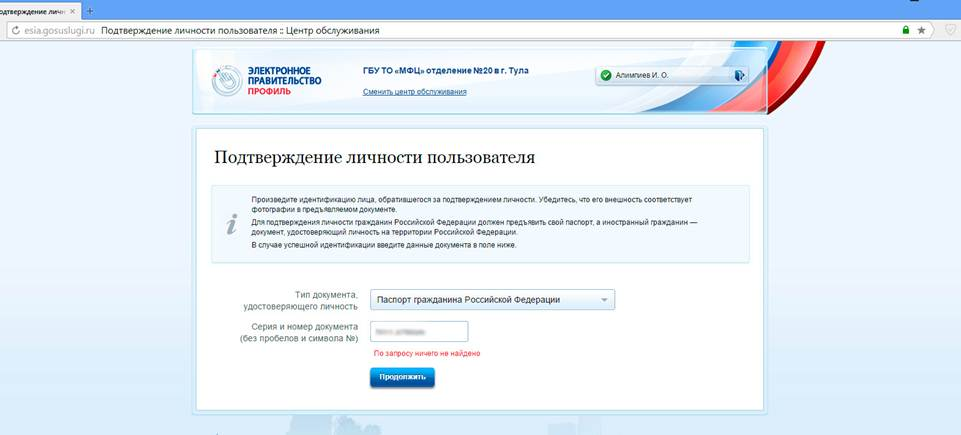 одтверждение личн
esia.gosuslugi.ru Подтверждение личности пользователя :: Центр обслуживания
ЭЛЕКТРОННОЕ
ПРАВИТЕЛЬСТВО
ПРОФИЛЬ
ГБУ ТО «МФЦ» отделение №20 в г. Тула
Сменить центр обслуживания
Алимпиев И. О.
Подтверждение личности пользователя
Произведите идентификацию лица, обратившегося за подтверждением личности. Убедитесь, что его внешность соответствует
фотографии в предъявляемом документе.
Для подтверждения личности гражданин Российской Федерации должен предъявить свой паспорт, а иностранный гражданин —
документ, удостоверяющий личность на территории Российской Федерации.
В случае успешной идентификации введите данные документа в поле ниже.
Тип документа,
удостоверяющего личность
Паспорт гражданина Российской Федерации
Серия и номер документа
(без пробелов и символа №)
По запросу ничего не найдено
Продолжить